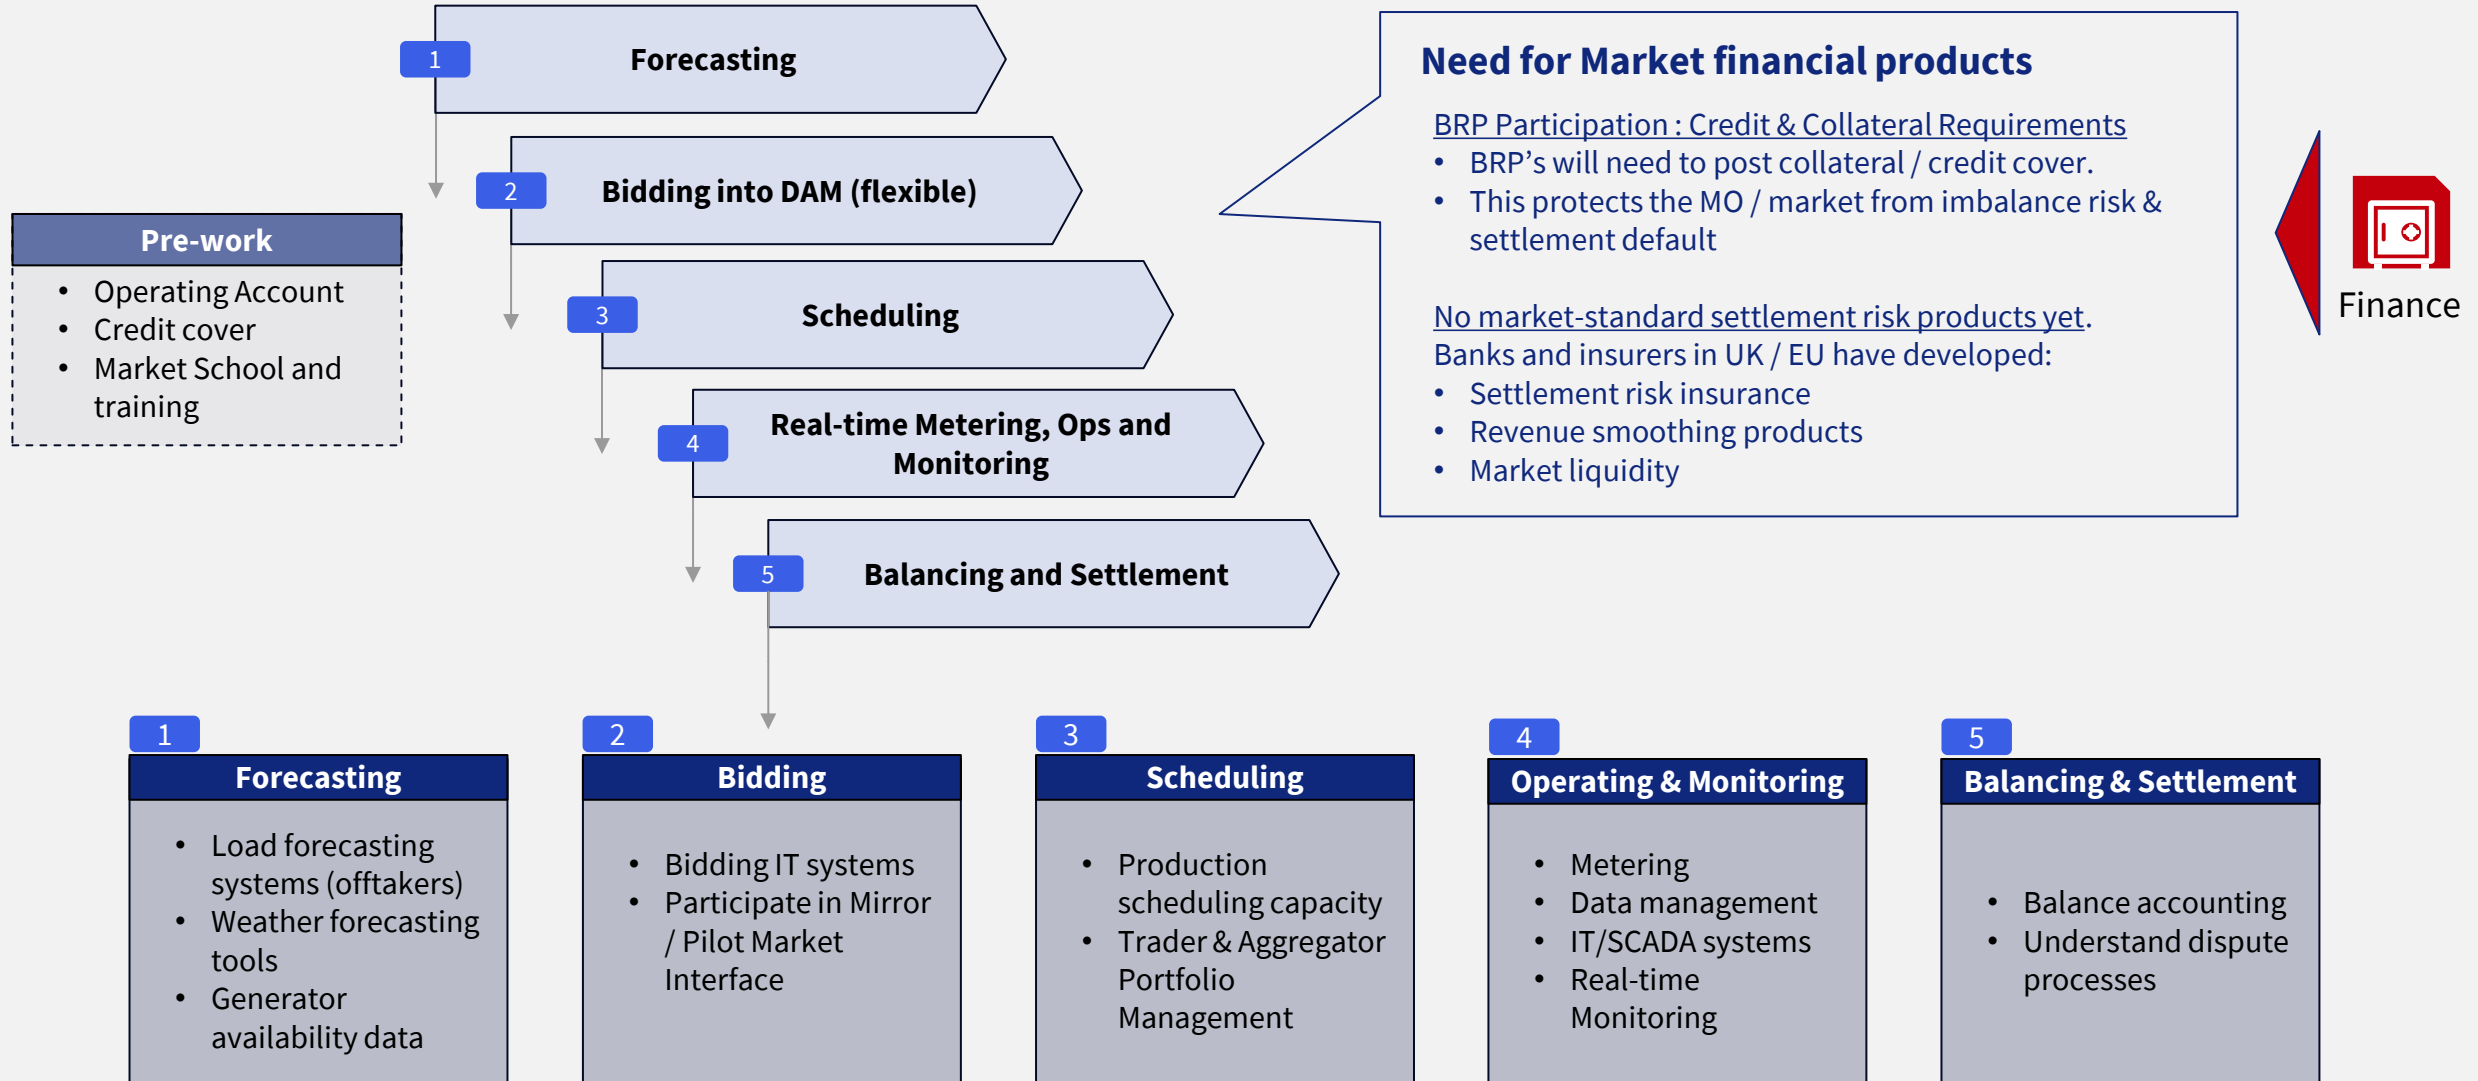 1
Forecasting
2
Bidding into DAM (flexible)
3
Scheduling
4
Real-time Metering, Ops and
Monitoring
5
Balancing and Settlement
Pre-work
• Operating Account
• Credit cover
• Market School and
training
Need for Market financial products
BRP Participation : Credit & Collateral Requirements
• BRP’s will need to post collateral / credit cover.
• This protects the MO / market from imbalance risk &
settlement default
No market-standard settlement risk products yet.
Banks and insurers in UK / EU have developed:
• Settlement risk insurance
• Revenue smoothing products
• Market liquidity
Finance
1
Forecasting
• Load forecasting
systems (offtakers)
• Weather forecasting
tools
• Generator
availability data
2
Bidding
• Bidding IT systems
• Participate in Mirror
/ Pilot Market
Interface
3
Scheduling
• Production
scheduling capacity
• Trader & Aggregator
Portfolio
Management
4
Operating & Monitoring
• Metering
• Data management
• IT/SCADA systems
• Real-time
Monitoring
5
Balancing & Settlement
• Balance accounting
• Understand dispute
processes